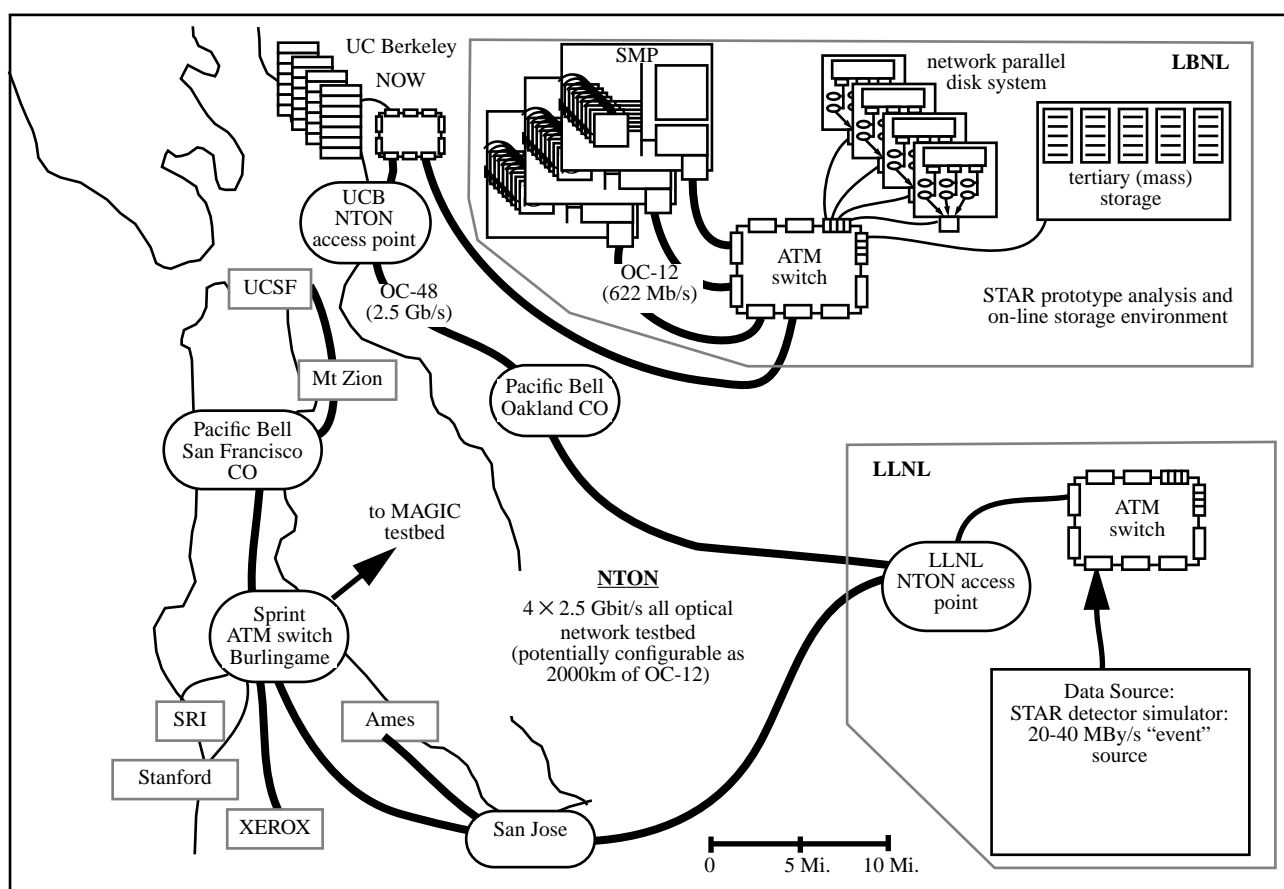 UC Berkeley
NOW
SMP
network parallel
disk system
LBNL
tertiary (mass)
storage
UCB
NTON
access point
ATM
switch
OC-12
(622 Mb/s)
STAR prototype analysis and
on-line storage environment
UCSF
OC-48
(2.5 Gb/s)
Mt Zion
Pacific Bell
Oakland CO
Pacific Bell
San Francisco
CO
LLNL
ATM
switch
to MAGIC
testbed
LLNL
NTON access
point
NTON
4 × 2.5 Gbit/s all optical
network testbed
(potentially configurable as
2000km of OC-12)
Sprint
ATM switch
Burlingame
SRI
Ames
Stanford
XEROX
San Jose
Data Source:
STAR detector simulator:
20-40 MBy/s “event”
source
0 5 Mi. 10 Mi.